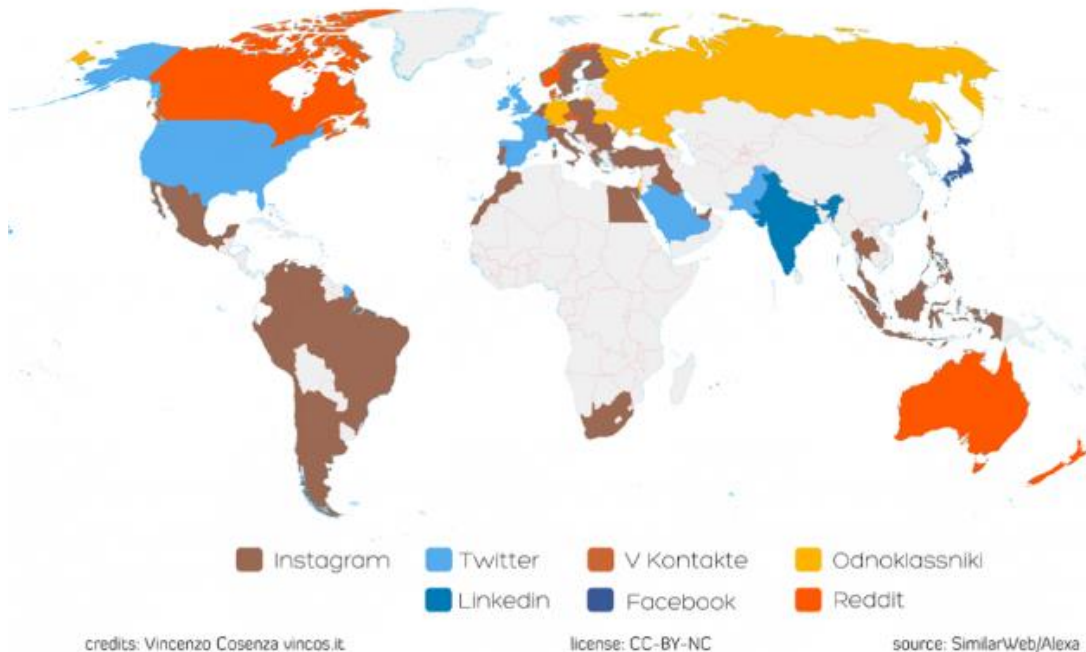 Instagram Twitter V Kontakte Odnoklassniki
Linkedin Facebook Reddit
credits: Vincenzo Cosenza vincos.it license: CC-BY-NC source: SimilarWeb/Alexa